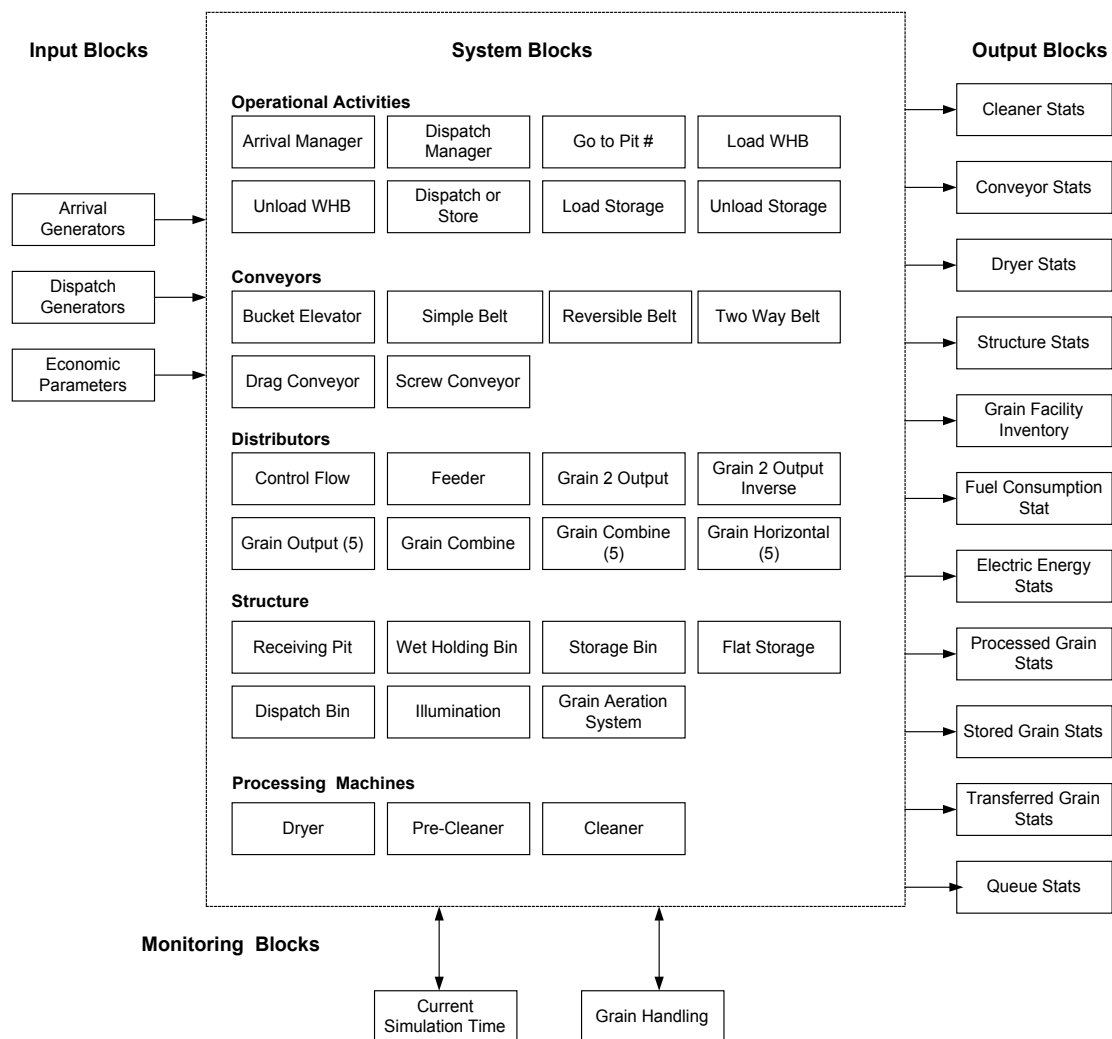 Input Blocks
System Blocks
Output Blocks
Arrival
Generators
Dispatch
Generators
Economic
Parameters
Operational Activities
Arrival Manager
Dispatch
Manager
Go to Pit #
Load WHB
Unload WHB
Dispatch or
Store
Load Storage
Unload Storage
Conveyors
Bucket Elevator
Simple Belt
Reversible Belt
Two Way Belt
Drag Conveyor
Screw Conveyor
Distributors
Control Flow
Feeder
Grain 2 Output
Grain 2 Output
Inverse
Grain Output (5)
Grain Combine
Grain Combine
(5)
Grain Horizontal
(5)
Structure
Receiving Pit
Wet Holding Bin
Storage Bin
Flat Storage
Dispatch Bin
Illumination
Grain Aeration
System
Processing Machines
Dryer
Pre-Cleaner
Cleaner
Cleaner Stats
Conveyor Stats
Dryer Stats
Structure Stats
Grain Facility
Inventory
Fuel Consumption
Stat
Electric Energy
Stats
Processed Grain
Stats
Stored Grain Stats
Transferred Grain
Stats
Queue Stats
Monitoring Blocks
Current
Simulation Time
Grain Handling